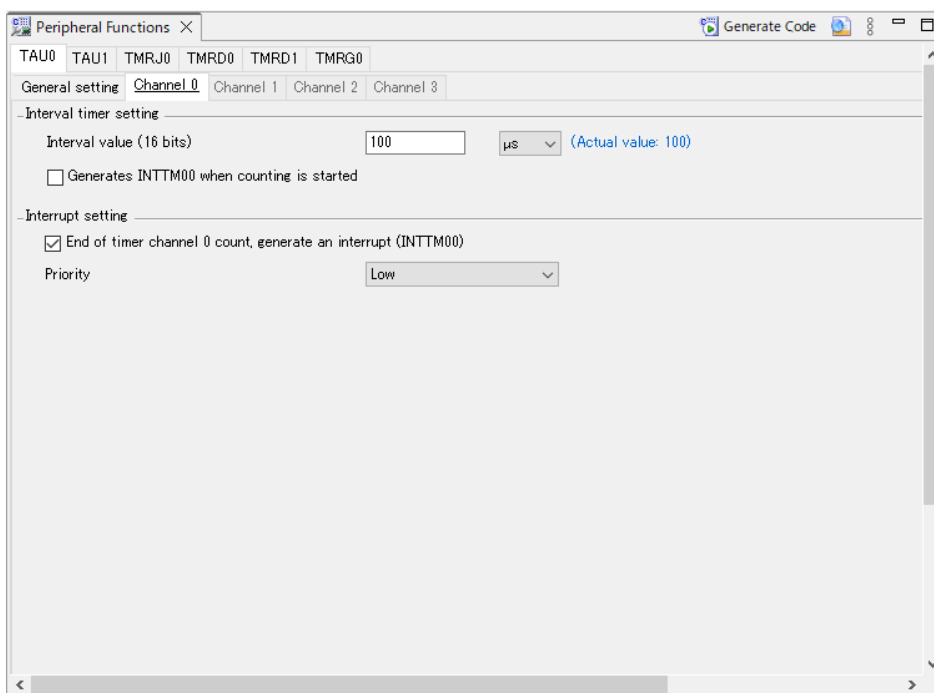 Peripheral Functions
Generate Code
TAU0 TAU1 TMRJ0 TMRD0 TMRD1 TMRG0
General setting Channel 0 Channel 1 Channel 2 Channel 3
Interval timer setting
Interval value (16 bits) 100 µs (Actual value: 100)
Generates INTTM00 when counting is started
Interrupt setting
End of timer channel 0 count, generate an interrupt (INTTM00)
Priority Low